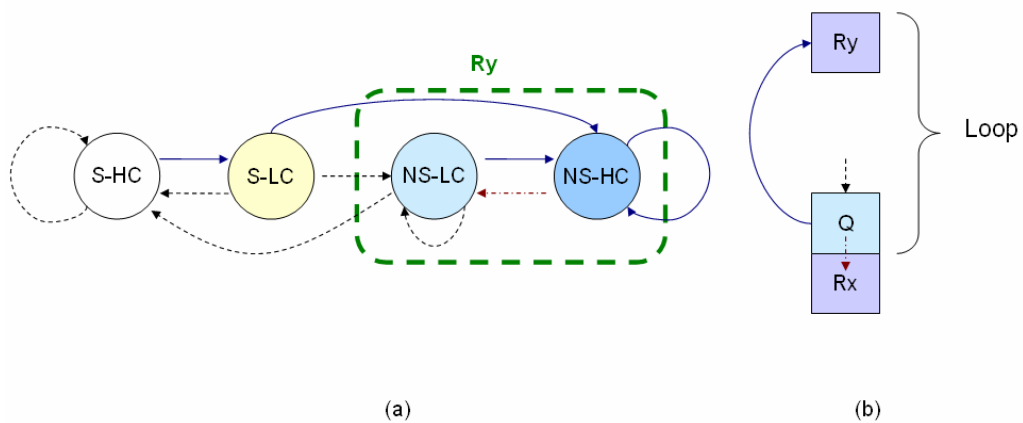 Ry
S-HC
S-LC
NS-LC
NS-HC
(a)
Ry
Loop
Q
Rx
(b)